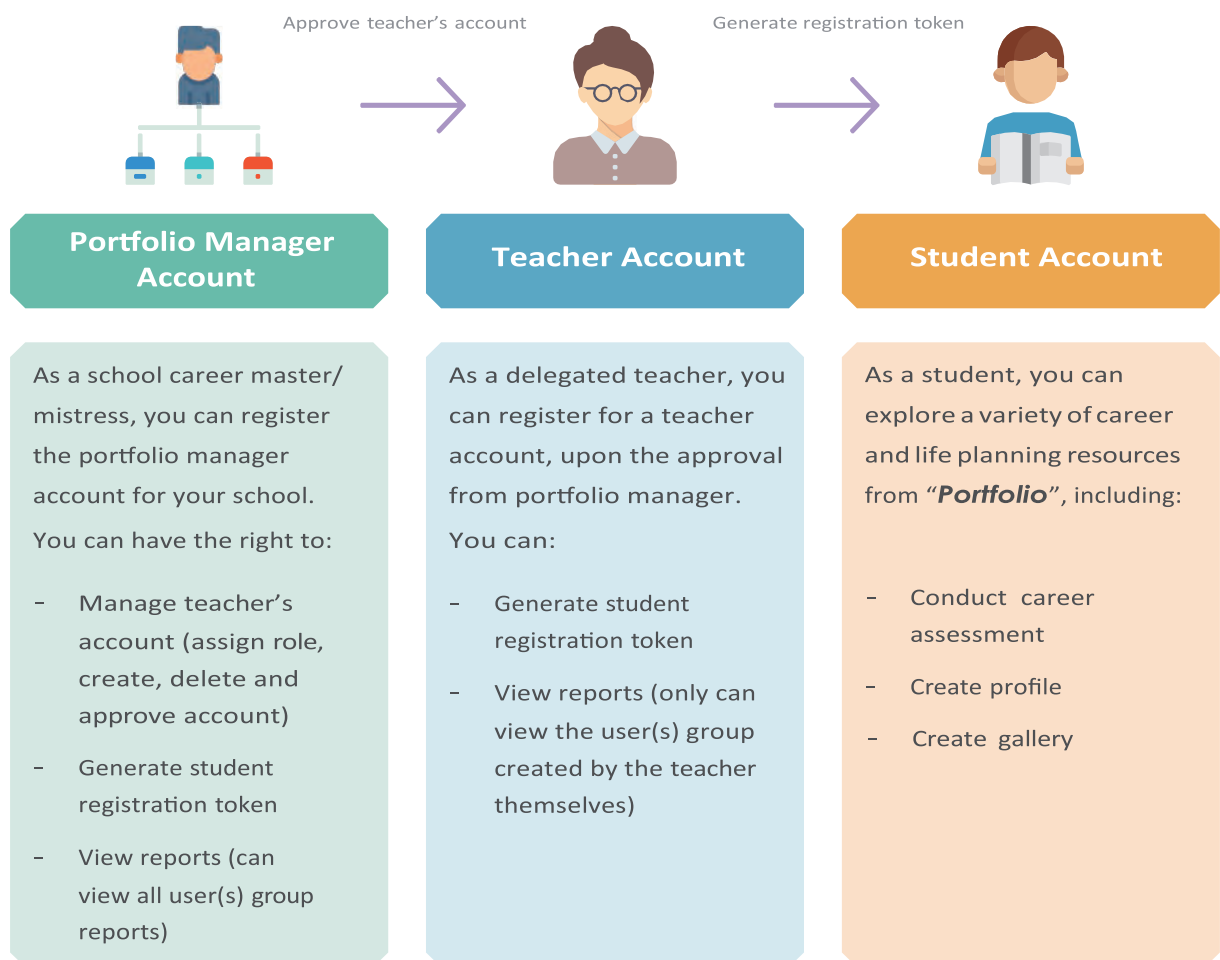 Approve teacher’s account
Generate registration token
Portfolio Manager
Account
As a school career master/
mistress, you can register
the portfolio manager
account for your school.
You can have the right to:
- Manage teacher’s
account (assign role,
create, delete and
approve account)
- Generate student
registration token
- View reports (can
view all user(s) group
reports)
Teacher Account
As a delegated teacher, you
can register for a teacher
account, upon the approval
from portfolio manager.
You can:
- Generate student
registration token
- View reports (only can
view the user(s) group
created by the teacher
themselves)
Student Account
As a student, you can
explore a variety of career
and life planning resources
from “Portfolio”, including:
- Conduct career
assessment
- Create profile
- Create gallery